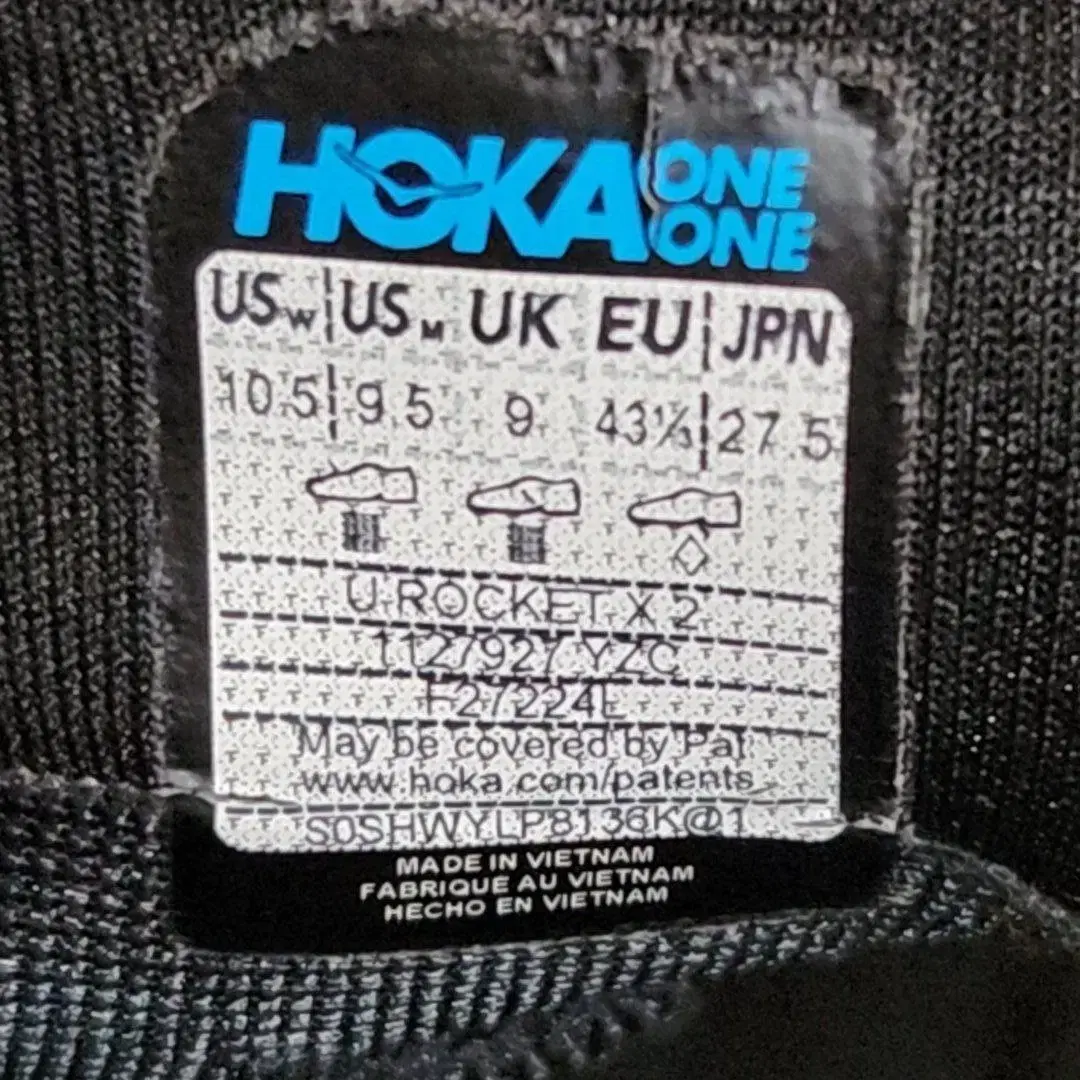 HOKA ONE ONE
USW US M UK EU JPN
10.5 9.5 9 43⅓ 27.5
U ROCKET X 2
1127927 YZC
F27224L
May be covered by Pat
www.hoka.com/patents
S0SHWYLP8136K@1
MADE IN VIETNAM
FABRIQUE AU VIETNAM
HECHO EN VIETNAM